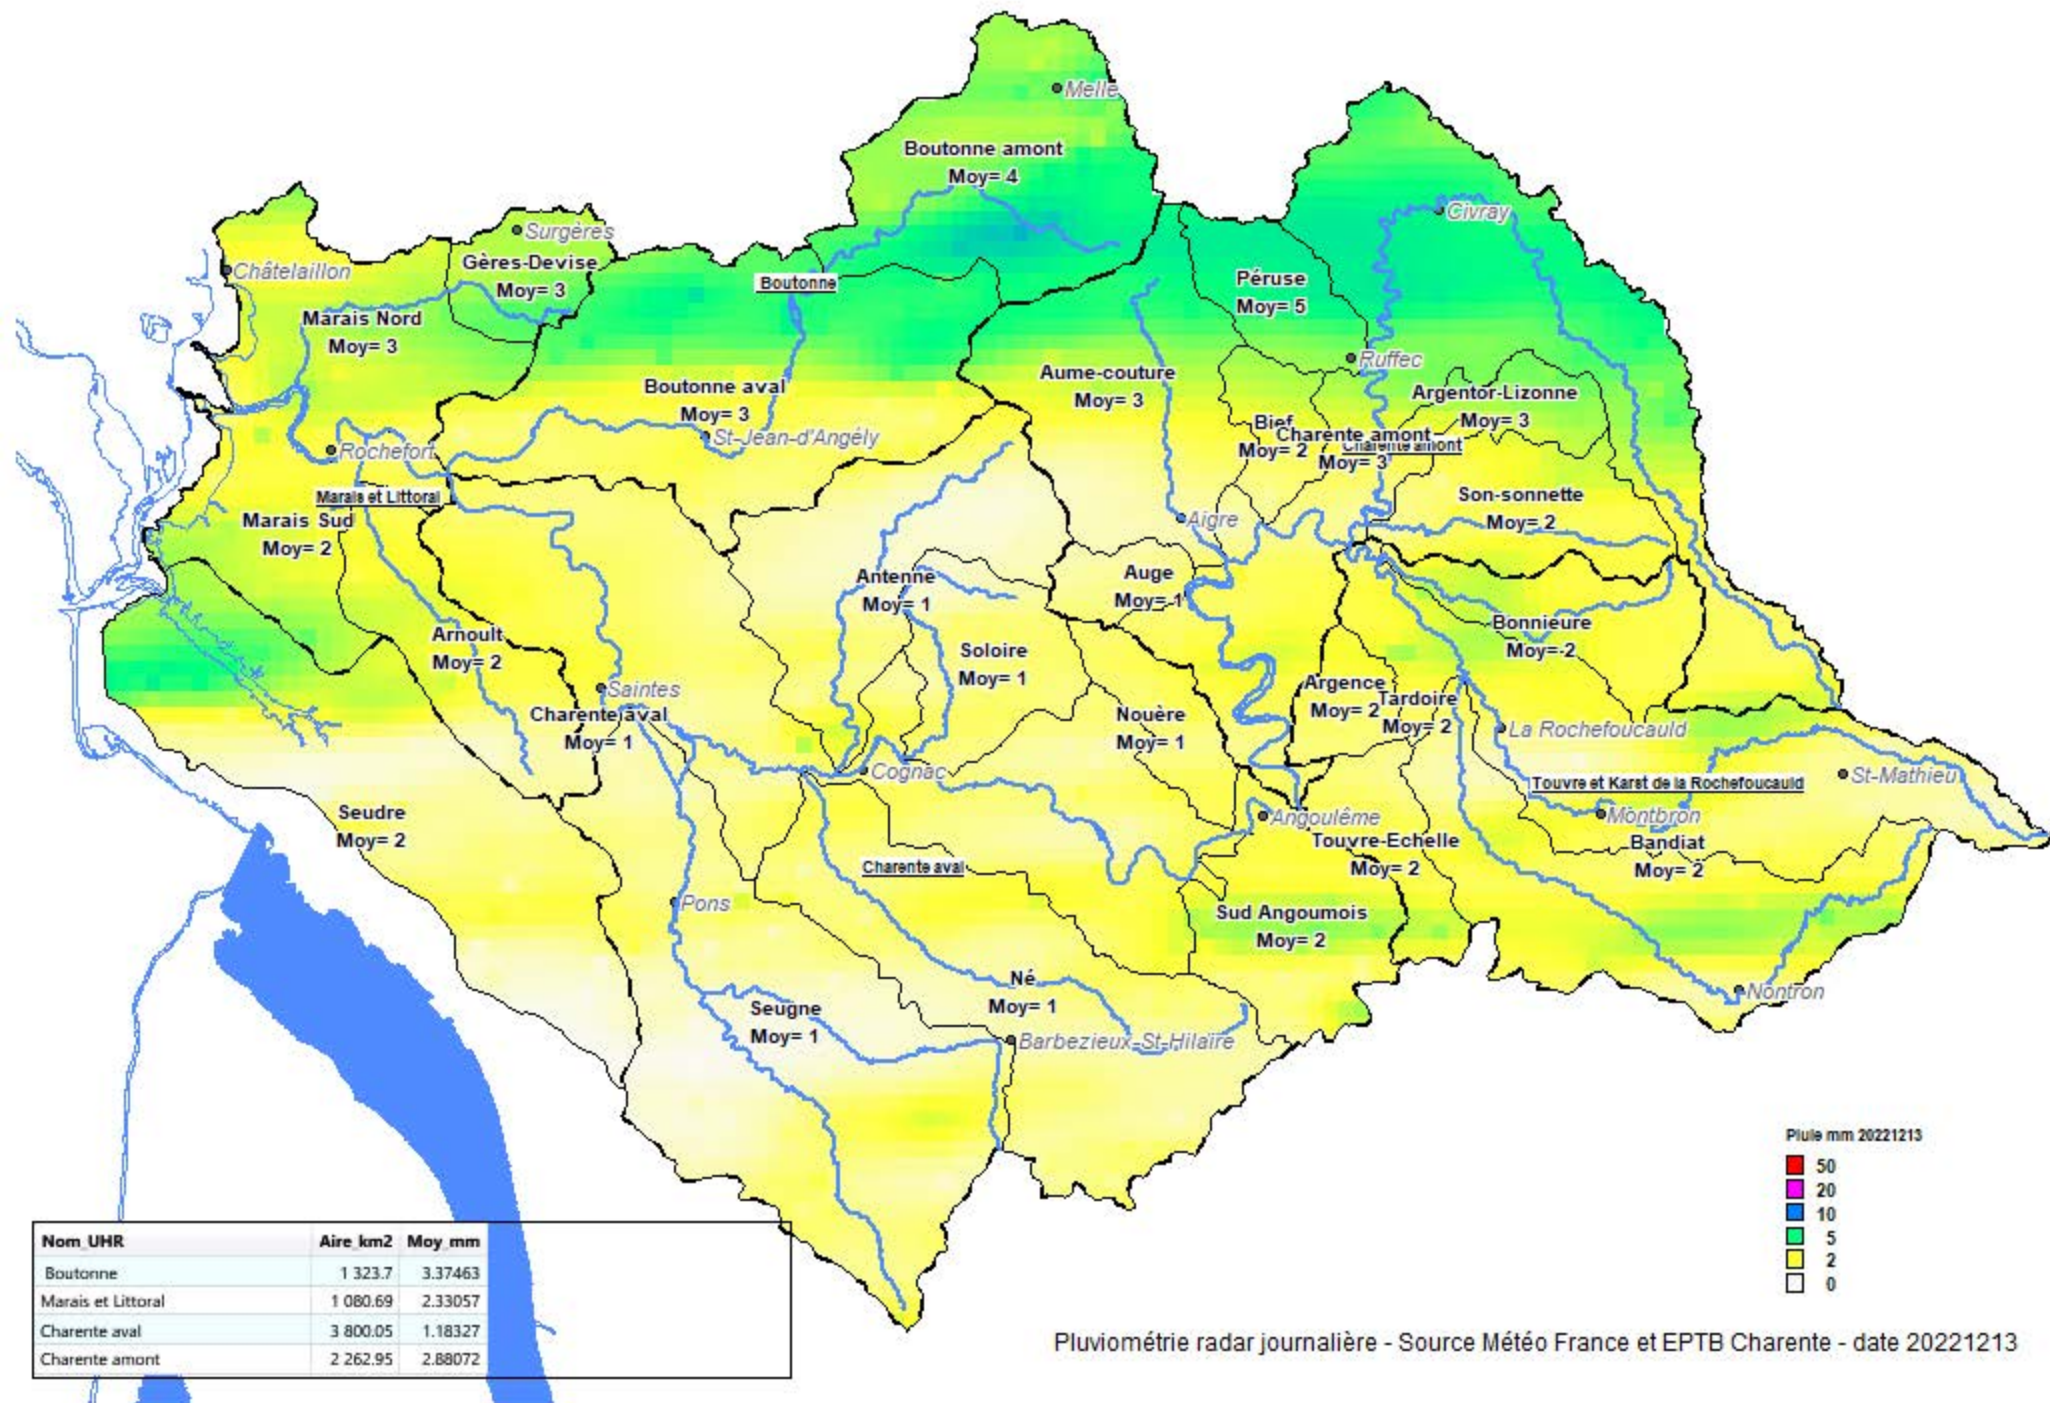 Melle
Boutonne amont
Moy= 4
Civray
Surgères
Châtelaillon
Gères-Devise
Moy= 3
Boutonne
Péruse
Moy= 5
Marais Nord
Moy= 3
Ruffec
Aume-couture
Moy= 3
Boutonne aval
Moy= 3
Argentor-Lizonne
Moy= 3
Bief
Moy= 2
Charente amont
Moy= 3
Charente amont
St-Jean-d'Angély
Rochefort
Marais et Littoral
Son-sonnette
Moy= 2
Marais Sud
Moy= 2
Aigre
Antenne
Moy= 1
Auge
Moy= 1
Bonnieure
Moy= 2
Arnoult
Moy= 2
Soloire
Moy= 1
Saintes
Argence
Moy= 2
Tardoire
Moy= 2
Charente aval
Moy= 1
Nouère
Moy= 1
La Rochefoucauld
Cognac
St-Mathieu
Touvre et Karst de la Rochefoucauld
Seudre
Moy= 2
Angoulême
Montbron
Touvre-Echelle
Moy= 2
Bandiat
Moy= 2
Charente aval
Pons
Sud Angoumois
Moy= 2
Né
Moy= 1
Nontron
Seugne
Moy= 1
Barbezieux-St-Hilaire
Pluie mm 20221213
50
20
10
5
2
0
Nom_UHR Aire_km2 Moy_mm
Boutonne 1 323.7 3.37463
Marais et Littoral 1 080.69 2.33057
Charente aval 3 800.05 1.18327
Charente amont 2 262.95 2.88072
Pluviométrie radar journalière - Source Météo France et EPTB Charente - date 20221213